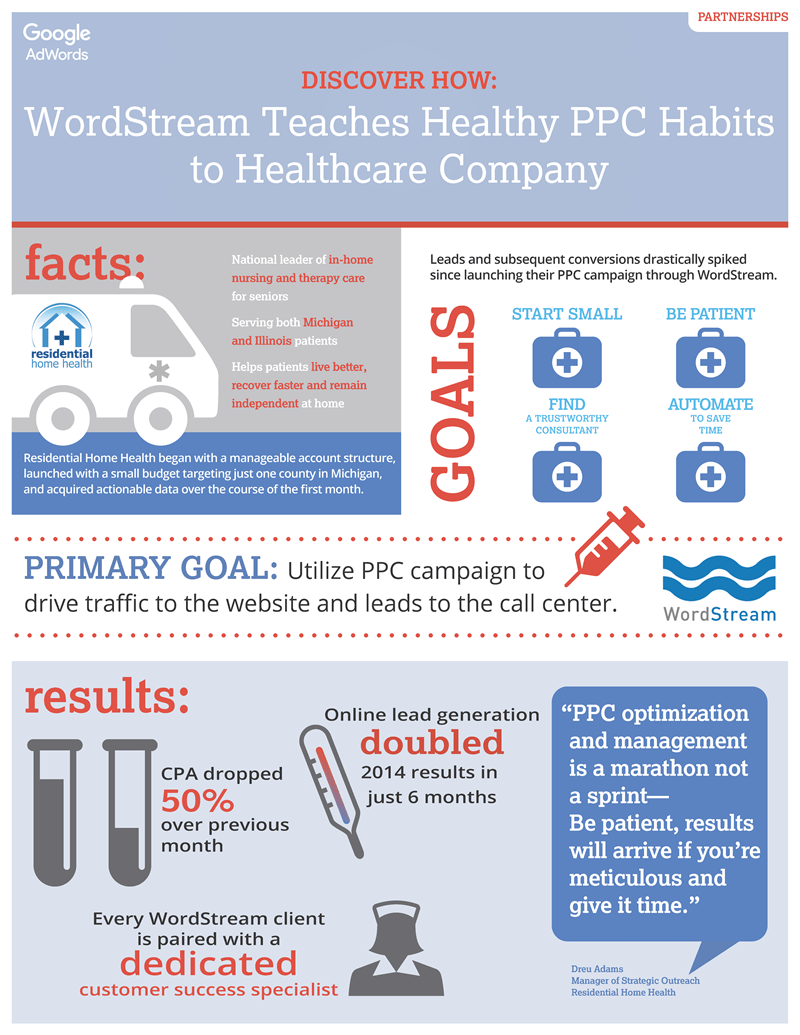 PARTNERSHIPS
Google
AdWords
DISCOVER HOW:
WordStream Teaches Healthy PPC Habits
to Healthcare Company
facts:
residential
home health
National leader of in-home
nursing and therapy care
for seniors
Serving both Michigan
and Illinois patients
Helps patients live better,
recover faster and remain
independent at home
Residential Home Health began with a manageable account structure,
launched with a small budget targeting just one county in Michigan,
and acquired actionable data over the course of the first month.
Leads and subsequent conversions drastically spiked
since launching their PPC campaign through WordStream.
GOALS
START SMALL
BE PATIENT
FIND
A TRUSTWORTHY
CONSULTANT
AUTOMATE
TO SAVE
TIME
PRIMARY GOAL: Utilize PPC campaign to
drive traffic to the website and leads to the call center.
WordStream
results:
CPA dropped
50%
over previous
month
Online lead generation
doubled
2014 results in
just 6 months
Every WordStream client
is paired with a
dedicated
customer success specialist
“PPC optimization
and management
is a marathon not
a sprint—
Be patient, results
will arrive if you’re
meticulous and
give it time.”
Dreu Adams
Manager of Strategic Outreach
Residential Home Health